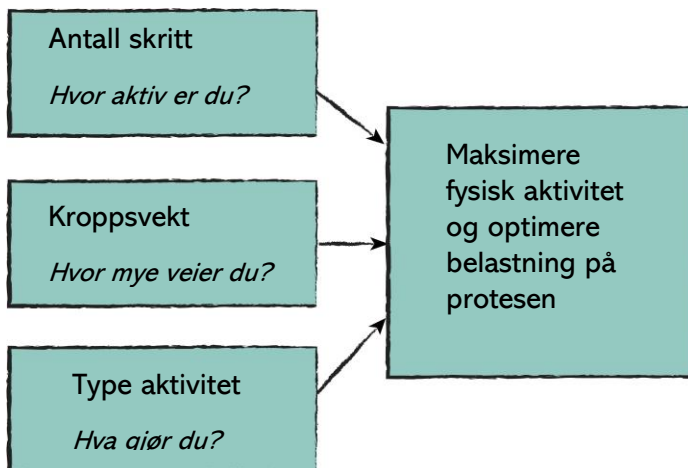 Antall skritt
Hvor aktiv er du?
Kroppsvekt
Hvor mye veier du?
Type aktivitet
Hva gjør du?
Maksimere
fysisk aktivitet
og optimere
belastning på
protesen